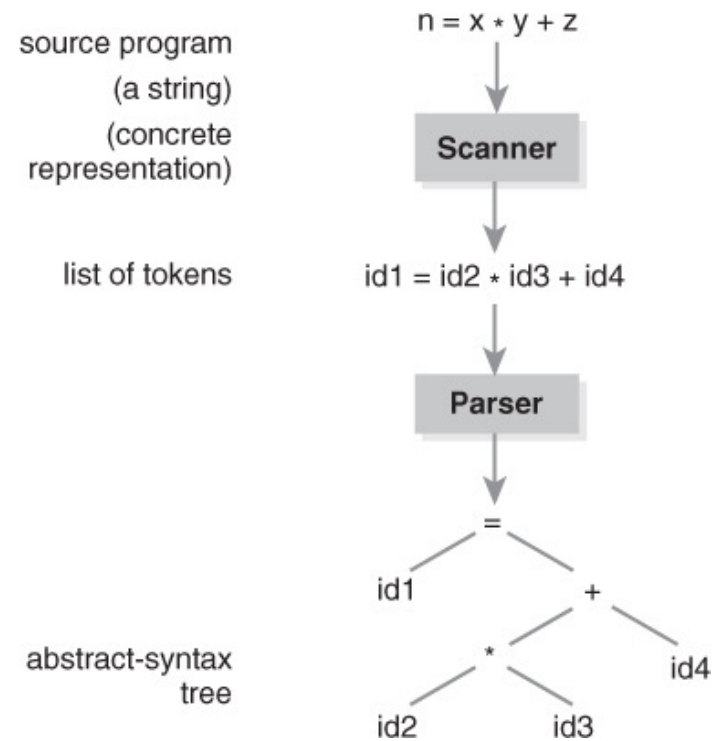 source program
(a string)
(concrete
representation)
n = x * y + z
Scanner
list of tokens
id1 = id2 * id3 + id4
Parser
=
id1
+
*
id4
abstract-syntax
tree
id2
id3